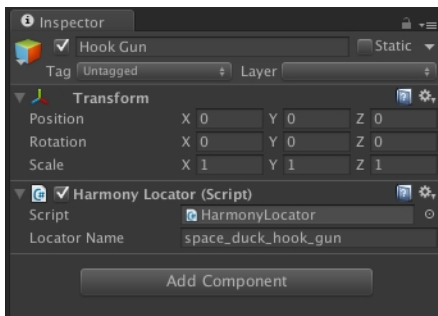 Inspector
Hook Gun Static
Tag Untagged Layer
Transform
Position X 0 Y 0 Z 0
Rotation X 0 Y 0 Z 0
Scale X 1 Y 1 Z 1
Harmony Locator (Script)
Script HarmonyLocator
Locator Name space_duck_hook_gun
Add Component